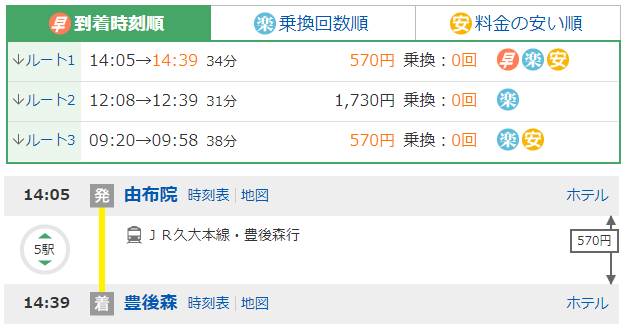 早 到着時刻順 楽 乗換回数順 安 料金の安い順
↓ルート1 14:05→14:39 34分 570円 乗換：0回 早 楽 安
↓ルート2 12:08→12:39 31分 1,730円 乗換：0回 楽
↓ルート3 09:20→09:58 38分 570円 乗換：0回 楽 安
14:05 発 由布院 時刻表 | 地図 ホテル
ＪＲ久大本線・豊後森行
5駅 570円
14:39 着 豊後森 時刻表 | 地図 ホテル